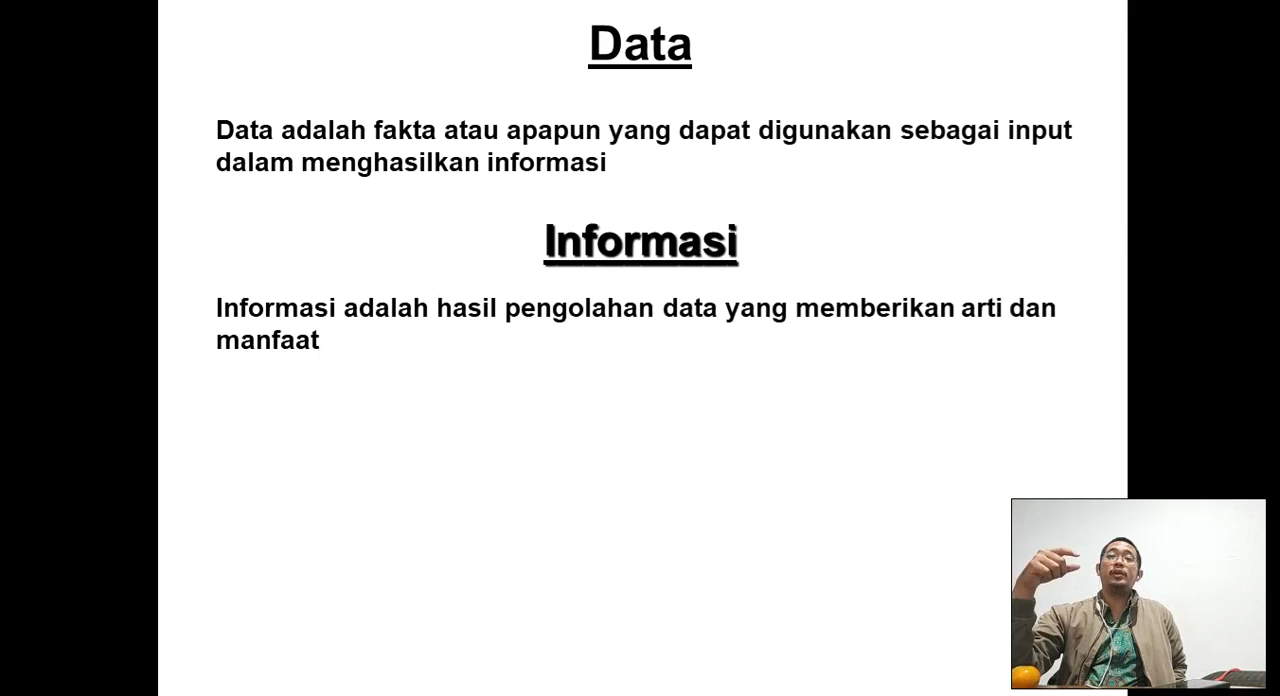 Data
Data adalah fakta atau apapun yang dapat digunakan sebagai input
dalam menghasilkan informasi
Informasi
Informasi adalah hasil pengolahan data yang memberikan arti dan
manfaat